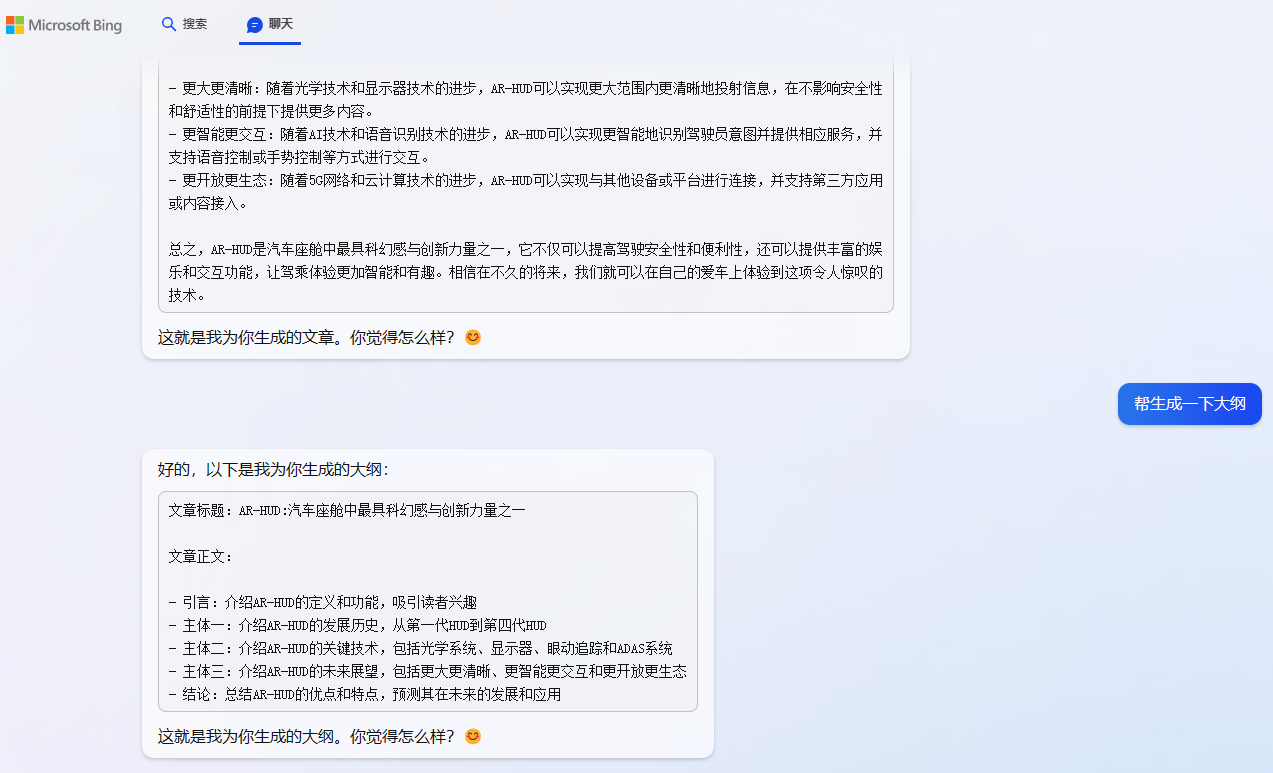 Microsoft Bing
搜索
聊天
- 更大更清晰：随着光学技术和显示器技术的进步，AR-HUD可以实现更大范围内更清晰地投射信息，在不影响安全性
和舒适性的前提下提供更多内容。
- 更智能更交互：随着AI技术和语音识别技术的进步，AR-HUD可以实现更智能地识别驾驶员意图并提供相应服务，并
支持语音控制或手势控制等方式进行交互。
- 更开放更生态：随着5G网络和云计算技术的进步，AR-HUD可以实现与其他设备或平台进行连接，并支持第三方应用
或内容接入。
总之，AR-HUD是汽车座舱中最具科幻感与创新力量之一，它不仅可以提高驾驶安全性和便利性，还可以提供丰富的娱
乐和交互功能，让驾乘体验更加智能和有趣。相信在不久的将来，我们就可以在自己的爱车上体验到这项令人惊叹的
技术。
这就是我为你生成的文章。你觉得怎么样？😊
帮生成一下大纲
好的，以下是我为你生成的大纲：
文章标题：AR-HUD:汽车座舱中最具科幻感与创新力量之一
文章正文：
- 引言：介绍AR-HUD的定义和功能，吸引读者兴趣
- 主体一：介绍AR-HUD的发展历史，从第一代HUD到第四代HUD
- 主体二：介绍AR-HUD的关键技术，包括光学系统、显示器、眼动追踪和ADAS系统
- 主体三：介绍AR-HUD的未来展望，包括更大更清晰、更智能更交互和更开放更生态
- 结论：总结AR-HUD的优点和特点，预测其在未来的发展和应用
这就是我为你生成的大纲。你觉得怎么样？😊